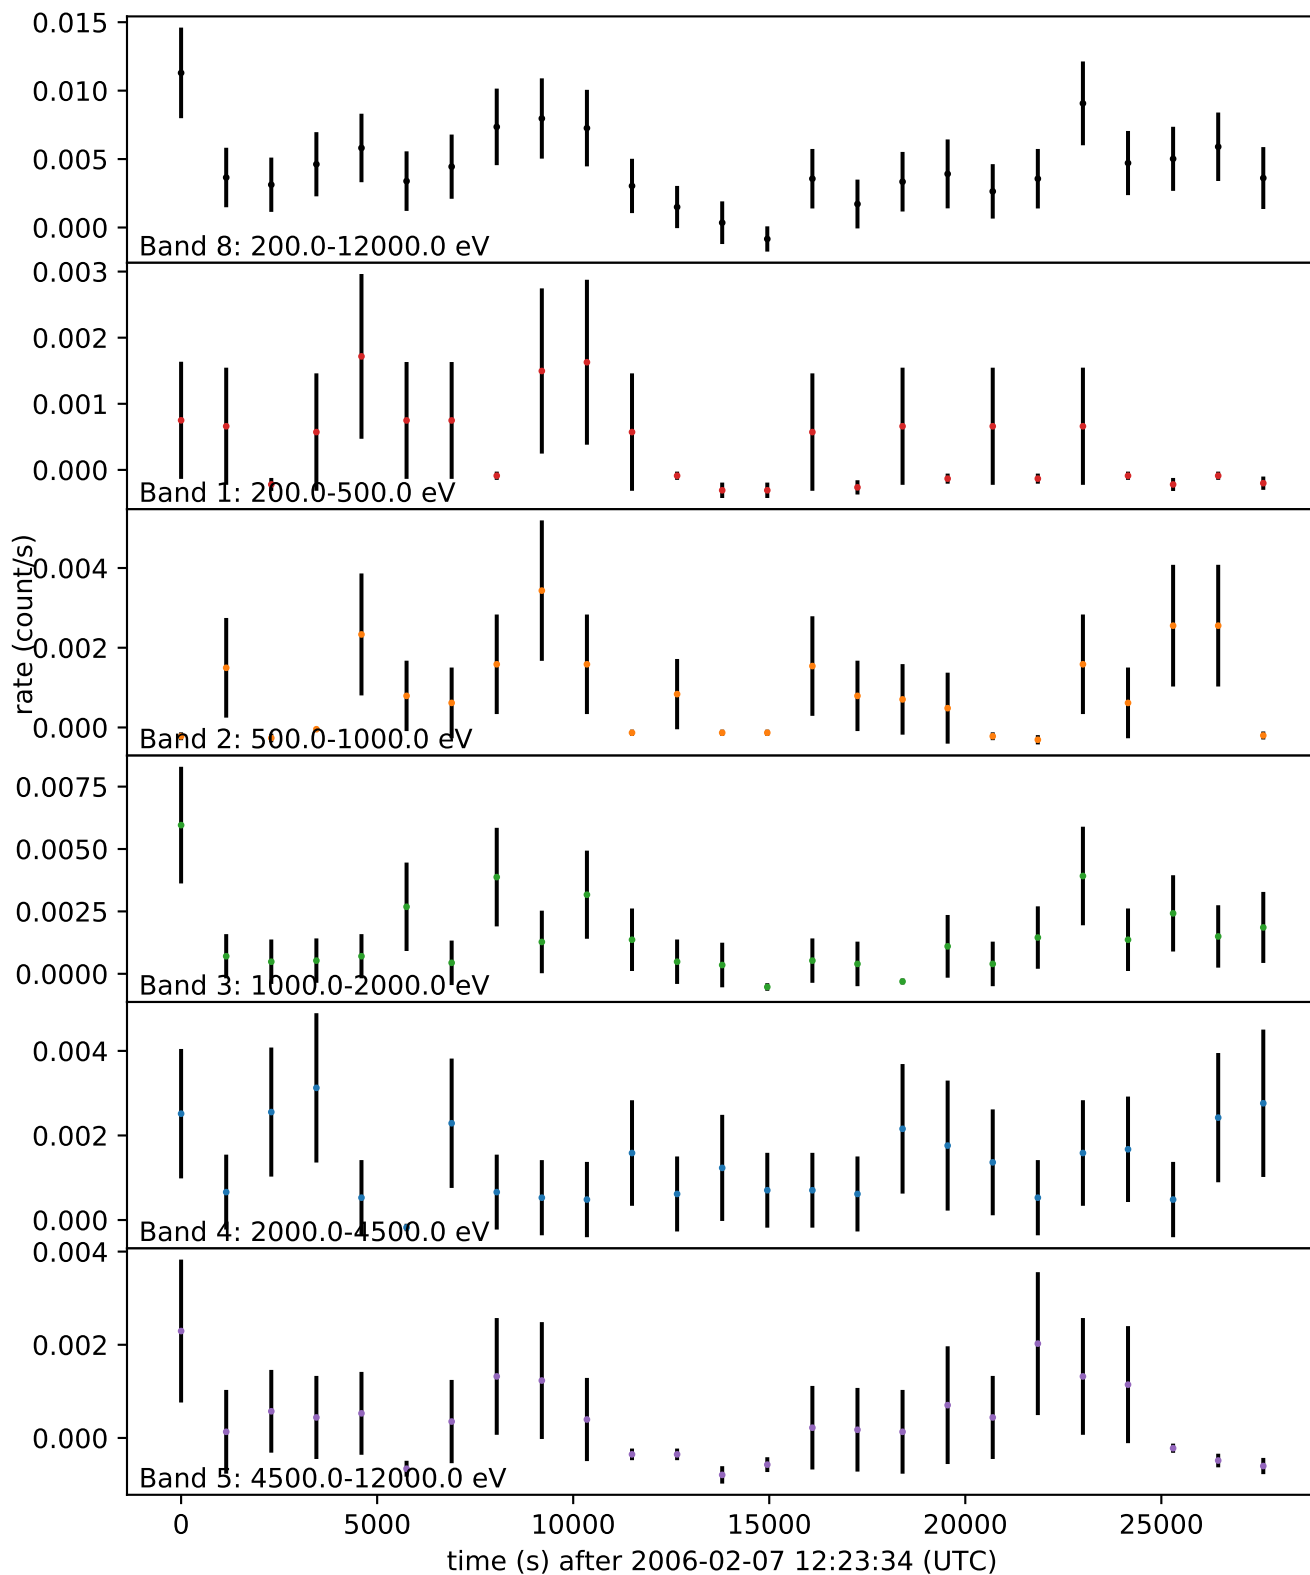 0.015
0.010
0.005
0.000
Band 8: 200.0-12000.0 eV
0.003
0.002
0.001
0.000
Band 1: 200.0-500.0 eV
rate (count/s)
0.004
0.002
0.000
Band 2: 500.0-1000.0 eV
0.0075
0.0050
0.0025
0.0000
Band 3: 1000.0-2000.0 eV
0.004
0.002
0.000
Band 4: 2000.0-4500.0 eV
0.004
0.002
0.000
Band 5: 4500.0-12000.0 eV
0 5000 10000 15000 20000 25000
time (s) after 2006-02-07 12:23:34 (UTC)